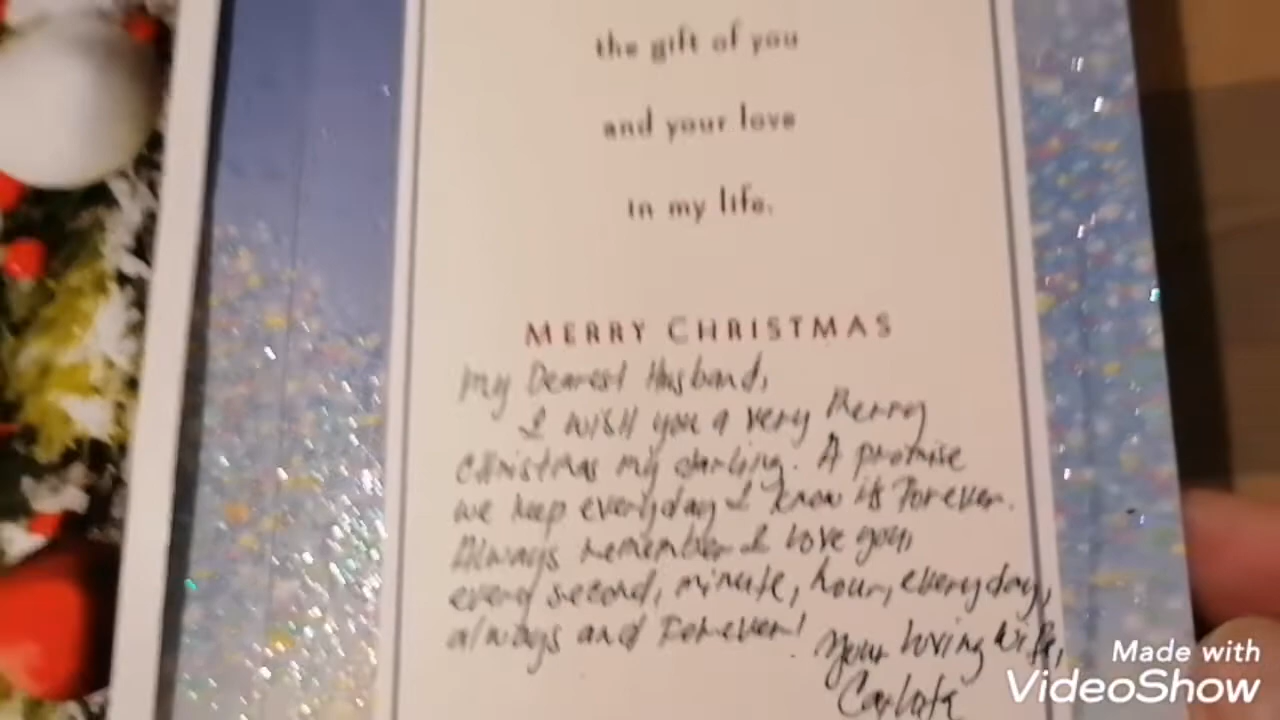 the gift of you
and your love
in my life.
MERRY CHRISTMAS
My Dearest Husband,
I wish you a very Merry
Christmas my darling. A promise
we keep everyday I know is Forever.
Always remember I love you,
every second, minute, hour, everyday,
always and Forever!
Your loving wife,
Carlota
Made with
VideoShow